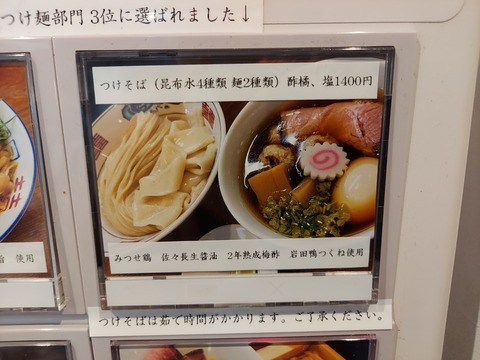 つけ麺部門 3位に選ばれました↓
つけそば（昆布水4種類 麺2種類）酢橘、塩1400円
使用
みつせ鶏 佐々長生醤油 2年熟成梅酢 岩田鴨つくね使用
つけそばは茹で時間がかかります。ご了承ください。